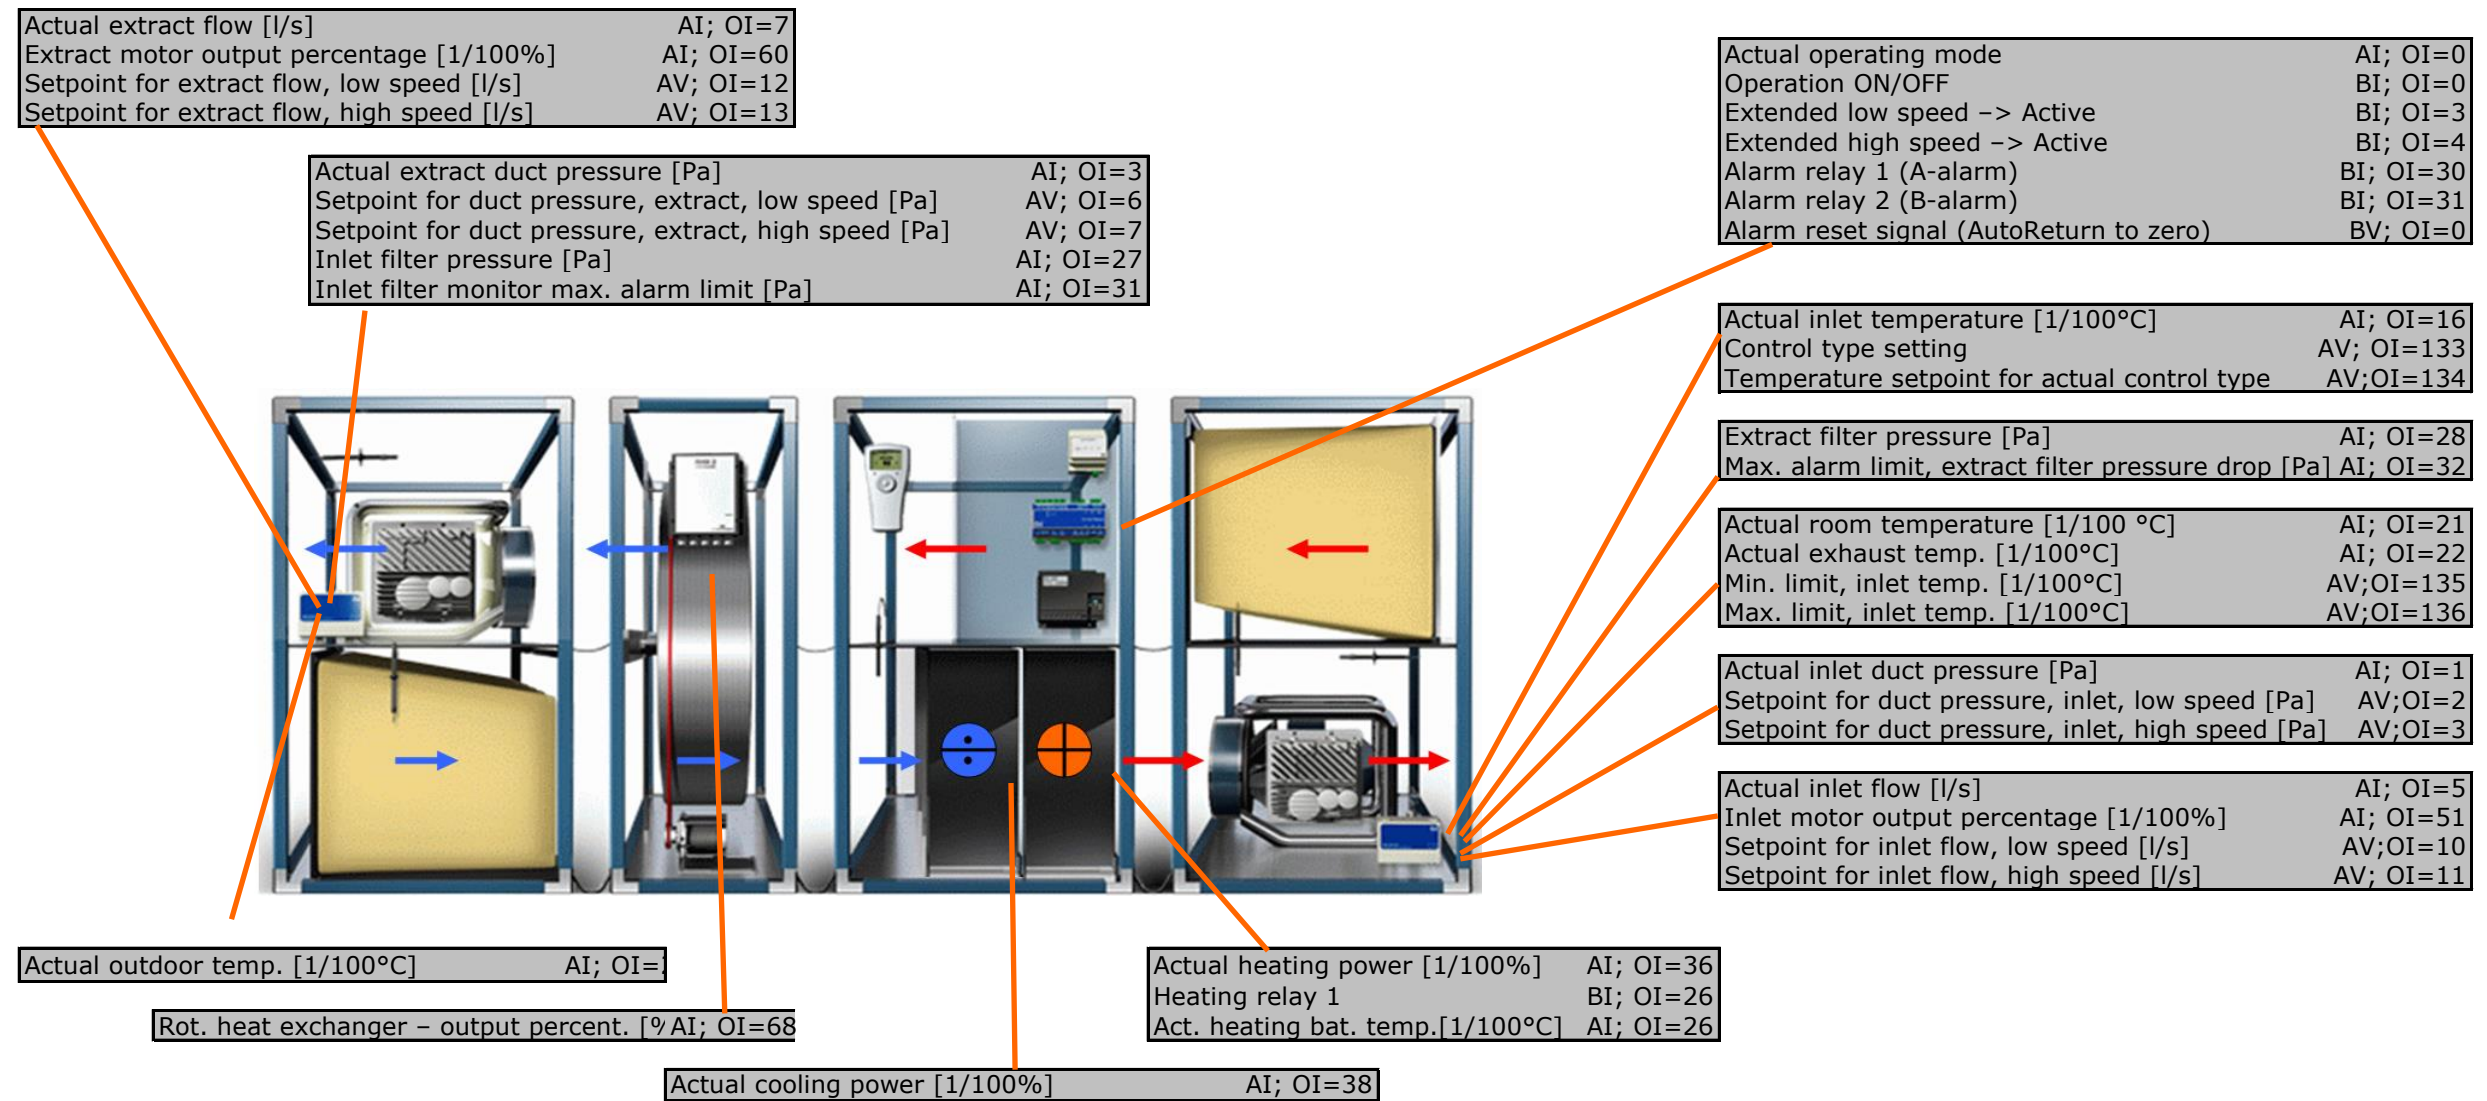 Actual extract flow [l/s] AI; OI=7
Extract motor output percentage [1/100%] AI; OI=60
Setpoint for extract flow, low speed [l/s] AV; OI=12
Setpoint for extract flow, high speed [l/s] AV; OI=13
Actual extract duct pressure [Pa] AI; OI=3
Setpoint for duct pressure, extract, low speed [Pa] AV; OI=6
Setpoint for duct pressure, extract, high speed [Pa] AV; OI=7
Inlet filter pressure [Pa] AI; OI=27
Inlet filter monitor max. alarm limit [Pa] AI; OI=31
Actual operating mode AI; OI=0
Operation ON/OFF BI; OI=0
Extended low speed –> Active BI; OI=3
Extended high speed –> Active BI; OI=4
Alarm relay 1 (A-alarm) BI; OI=30
Alarm relay 2 (B-alarm) BI; OI=31
Alarm reset signal (AutoReturn to zero) BV; OI=0
Actual inlet temperature [1/100°C] AI; OI=16
Control type setting AV; OI=133
Temperature setpoint for actual control type AV;OI=134
Extract filter pressure [Pa] AI; OI=28
Max. alarm limit, extract filter pressure drop [Pa] AI; OI=32
Actual room temperature [1/100 °C] AI; OI=21
Actual exhaust temp. [1/100°C] AI; OI=22
Min. limit, inlet temp. [1/100°C] AV;OI=135
Max. limit, inlet temp. [1/100°C] AV;OI=136
Actual inlet duct pressure [Pa] AI; OI=1
Setpoint for duct pressure, inlet, low speed [Pa] AV;OI=2
Setpoint for duct pressure, inlet, high speed [Pa] AV;OI=3
Actual inlet flow [l/s] AI; OI=5
Inlet motor output percentage [1/100%] AI; OI=51
Setpoint for inlet flow, low speed [l/s] AV;OI=10
Setpoint for inlet flow, high speed [l/s] AV; OI=11
Actual outdoor temp. [1/100°C] AI; OI=
Rot. heat exchanger – output percent. [% AI; OI=68
Actual heating power [1/100%] AI; OI=36
Heating relay 1 BI; OI=26
Act. heating bat. temp.[1/100°C] AI; OI=26
Actual cooling power [1/100%] AI; OI=38